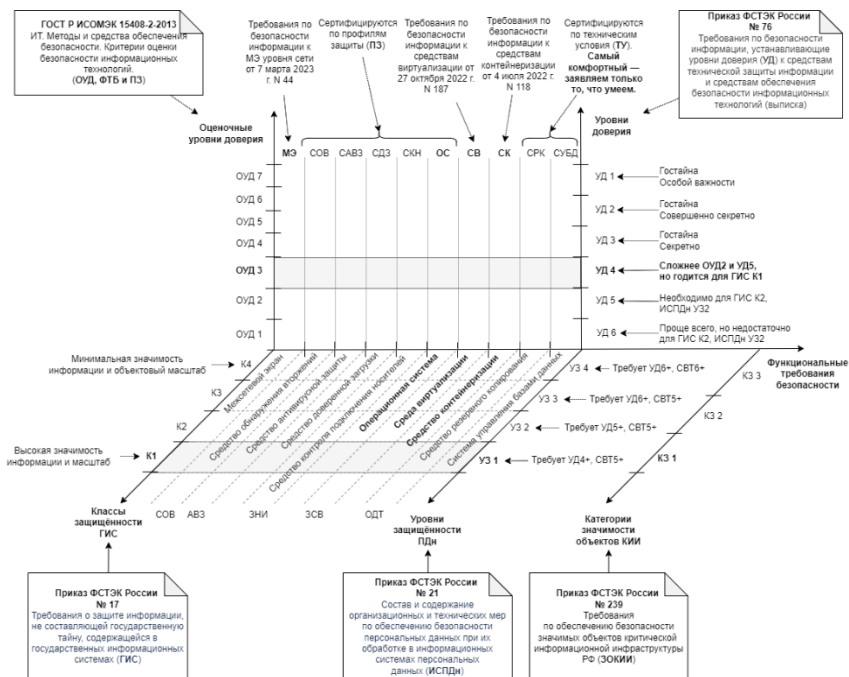 ГОСТ Р ИСОМЭК 15408-2-2013
ИТ. Методы и средства обеспечения
безопасности. Критерии оценки
безопасности информационных
технологий.
(ОУД, ФТБ и ПЗ)
Требования по
безопасности
информации к
МЭ уровня сети
от 7 марта 2023
г. N 44
Сертифицируются
по профилям
защиты (ПЗ)
Требования по
безопасности
информации к
средствам
виртуализации от
27 октября 2022 г.
N 187
Требования по
безопасности
информации к
средствам
контейнеризации
от 4 июля 2022 г.
N 118
Сертифицируются
по техническим
условия (ТУ).
Самый
комфортный —
заявляем только
то, что умеем.
Приказ ФСТЭК России
№ 76
Требования по безопасности
информации, устанавливающие
уровни доверия (УД) к средствам
технической защиты информации
и средствам обеспечения
безопасности информационных
технологий (выписка)
Оценочные
уровни доверия
Уровни
доверия
МЭ СОВ САВЗ СДЗ СКН ОС СВ СК СРК СУБД
ОУД 7
ОУД 6
ОУД 5
ОУД 4
ОУД 3
ОУД 2
ОУД 1
УД 1
Гостайна
Особой важности
УД 2
Гостайна
Совершенно секретно
УД 3
Гостайна
Секретно
УД 4
Сложнее ОУД2 и УД5,
но годится для ГИС К1
УД 5
Необходимо для ГИС К2,
ИСПДн УЗ2
УД 6
Проще всего, но недостаточно
для ГИС К2, ИСПДн УЗ2
Минимальная значимость
информации и объектовый масштаб
К4
К3
К2
К1
Высокая значимость
информации и масштаб
Межсетевой экран
Средство обнаружения вторжений
Средство антивирусной защиты
Средство доверенной загрузки
Средство контроля подключения носителей
Операционная система
Среда виртуализации
Средство контейнеризации
Средство резервного копирования
Система управления базами данных
УЗ 4
Требует УД6+, СВТ6+
УЗ 3
Требует УД6+, СВТ6+
УЗ 2
Требует УД5+, СВТ5+
УЗ 1
Требует УД4+, СВТ5+
КЗ 3
КЗ 2
КЗ 1
Функциональные
требования
безопасности
СОВ АВЗ ЗНИ ЗСВ ОДТ
Классы
защищённости
ГИС
Уровни
защищённости
ПДн
Категории
значимости
объектов КИИ
Приказ ФСТЭК России
№ 17
Требования о защите информации,
не составляющей государственную
тайну, содержащейся в
государственных информационных
системах (ГИС)
Приказ ФСТЭК России
№ 21
Состав и содержание
организационных и технических мер
по обеспечению безопасности
персональных данных при их
обработке в информационных
системах персональных
данных (ИСПДн)
Приказ ФСТЭК России
№ 239
Требования
по обеспечению безопасности
значимых объектов критической
информационной инфраструктуры
РФ (ЗОКИИ)